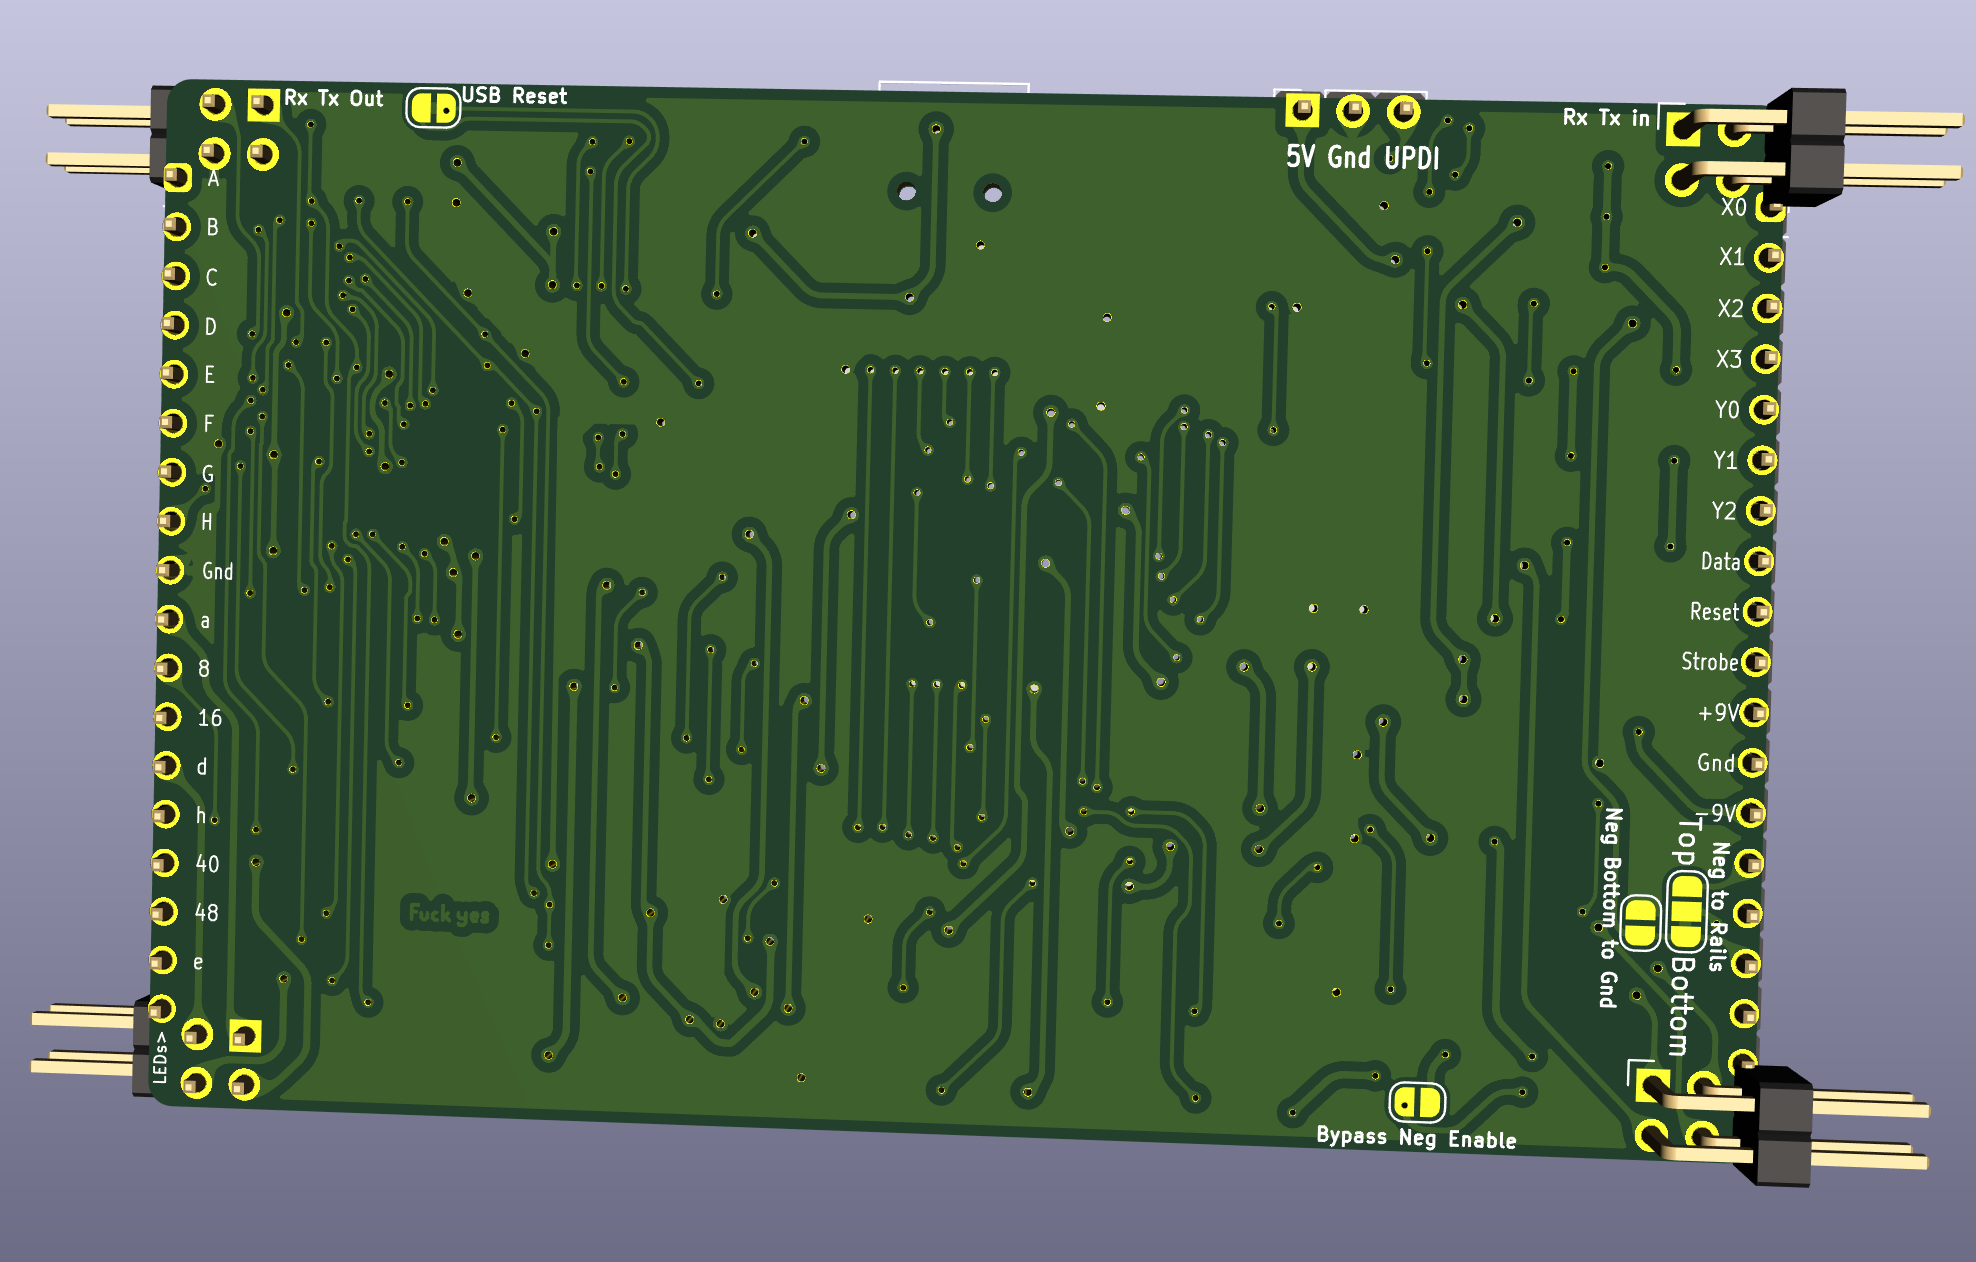 Rx Tx Out
USB Reset
5V Gnd UPDI
Rx Tx in
A
B
C
D
E
F
G
H
Gnd
a
8
16
d
h
40
48
e
LEDs>
X0
X1
X2
X3
Y0
Y1
Y2
Data
Reset
Strobe
+9V
Gnd
-9V
Neg Bottom to Gnd
Top
Bottom
Neg to Rails
Fuck yes
Bypass Neg Enable